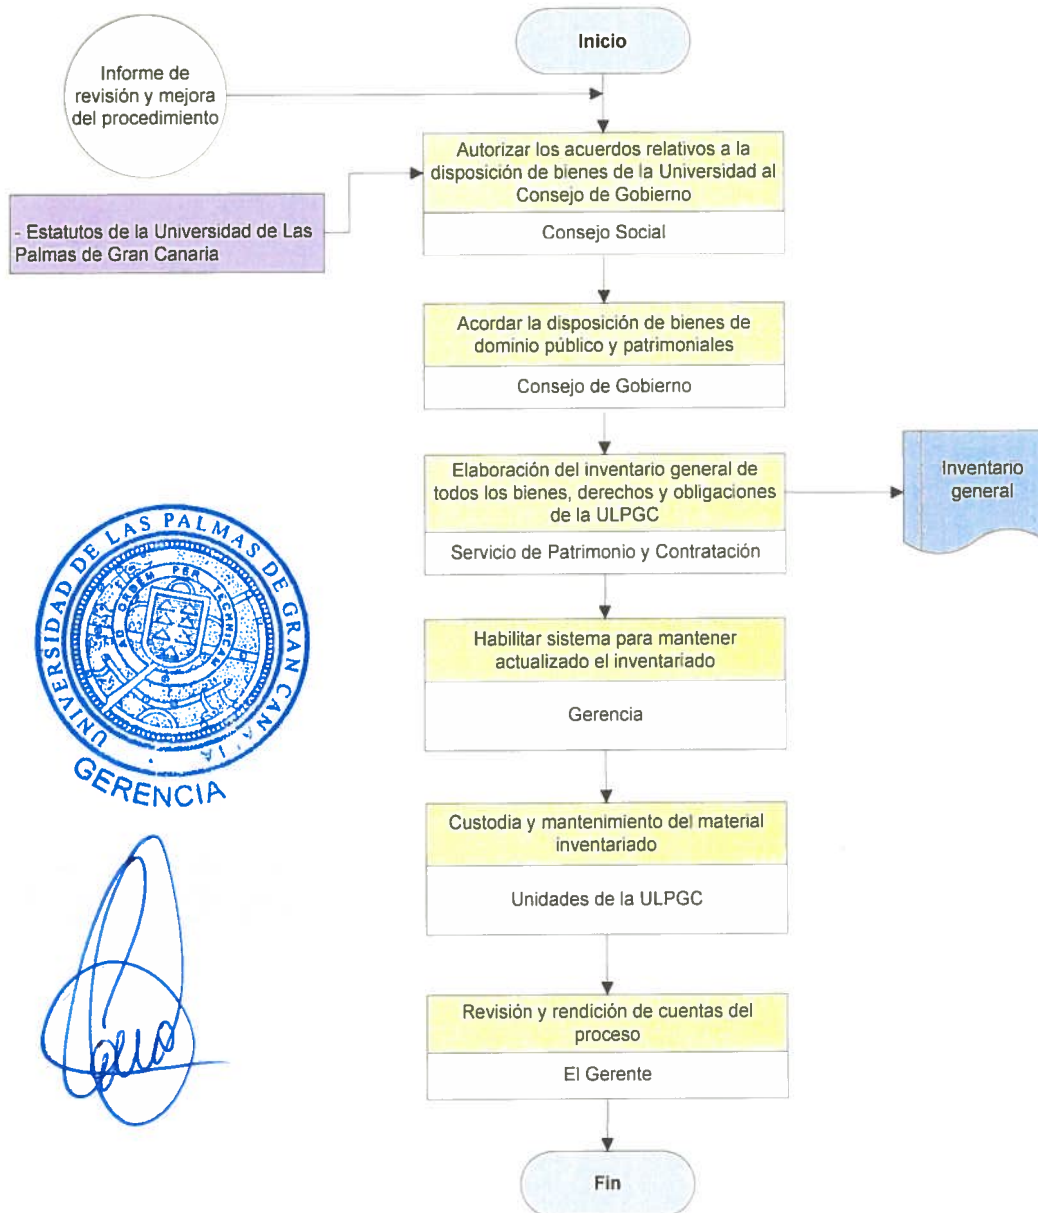 Inicio
Informe de
revisión y mejora
del procedimiento
Autorizar los acuerdos relativos a la
disposición de bienes de la Universidad al
Consejo de Gobierno
Consejo Social
- Estatutos de la Universidad de Las
Palmas de Gran Canaria
Acordar la disposición de bienes de
dominio público y patrimoniales
Consejo de Gobierno
Elaboración del inventario general de
todos los bienes, derechos y obligaciones
de la ULPGC
Servicio de Patrimonio y Contratación
Inventario
general
UNIVERSIDAD DE LAS PALMAS DE GRAN CANARIA
AD ORBEM PER TECHNICAM
GERENCIA
Habilitar sistema para mantener
actualizado el inventariado
Gerencia
Custodia y mantenimiento del material
inventariado
Unidades de la ULPGC
Revisión y rendición de cuentas del
proceso
El Gerente
Fin